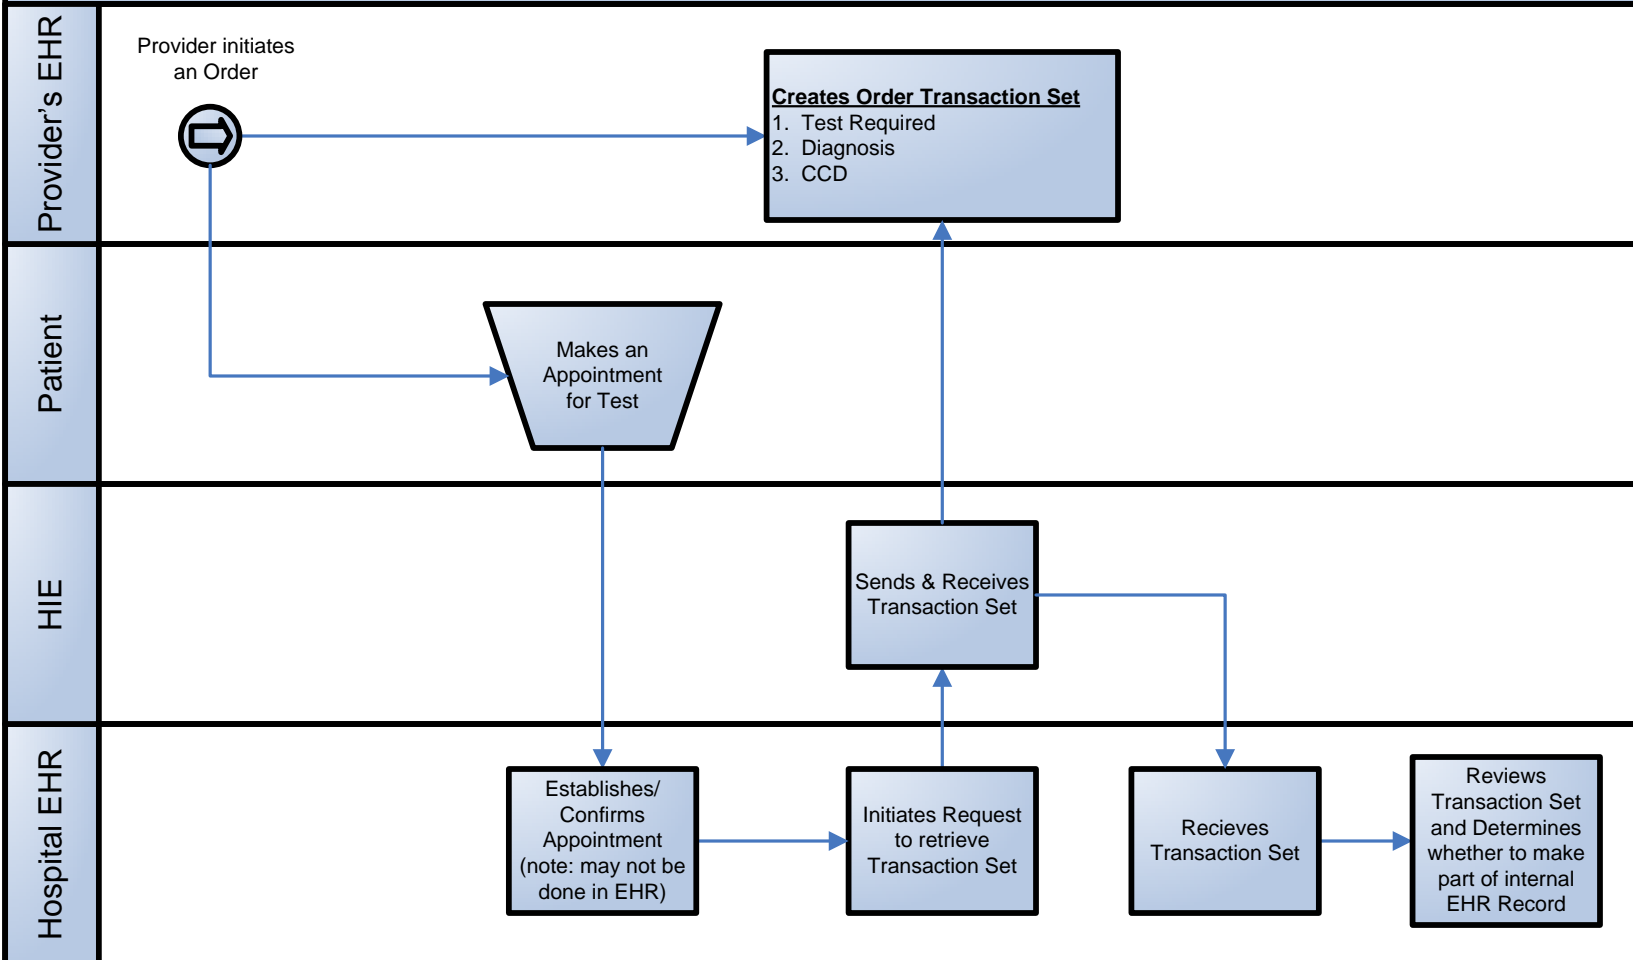 Provider's EHR
Provider initiates
an Order
Creates Order Transaction Set
1. Test Required
2. Diagnosis
3. CCD
Patient
Makes an
Appointment
for Test
HIE
Sends & Receives
Transaction Set
Hospital EHR
Establishes/
Confirms
Appointment
(note: may not be
done in EHR)
Initiates Request
to retrieve
Transaction Set
Recieves
Transaction Set
Reviews
Transaction Set
and Determines
whether to make
part of internal
EHR Record